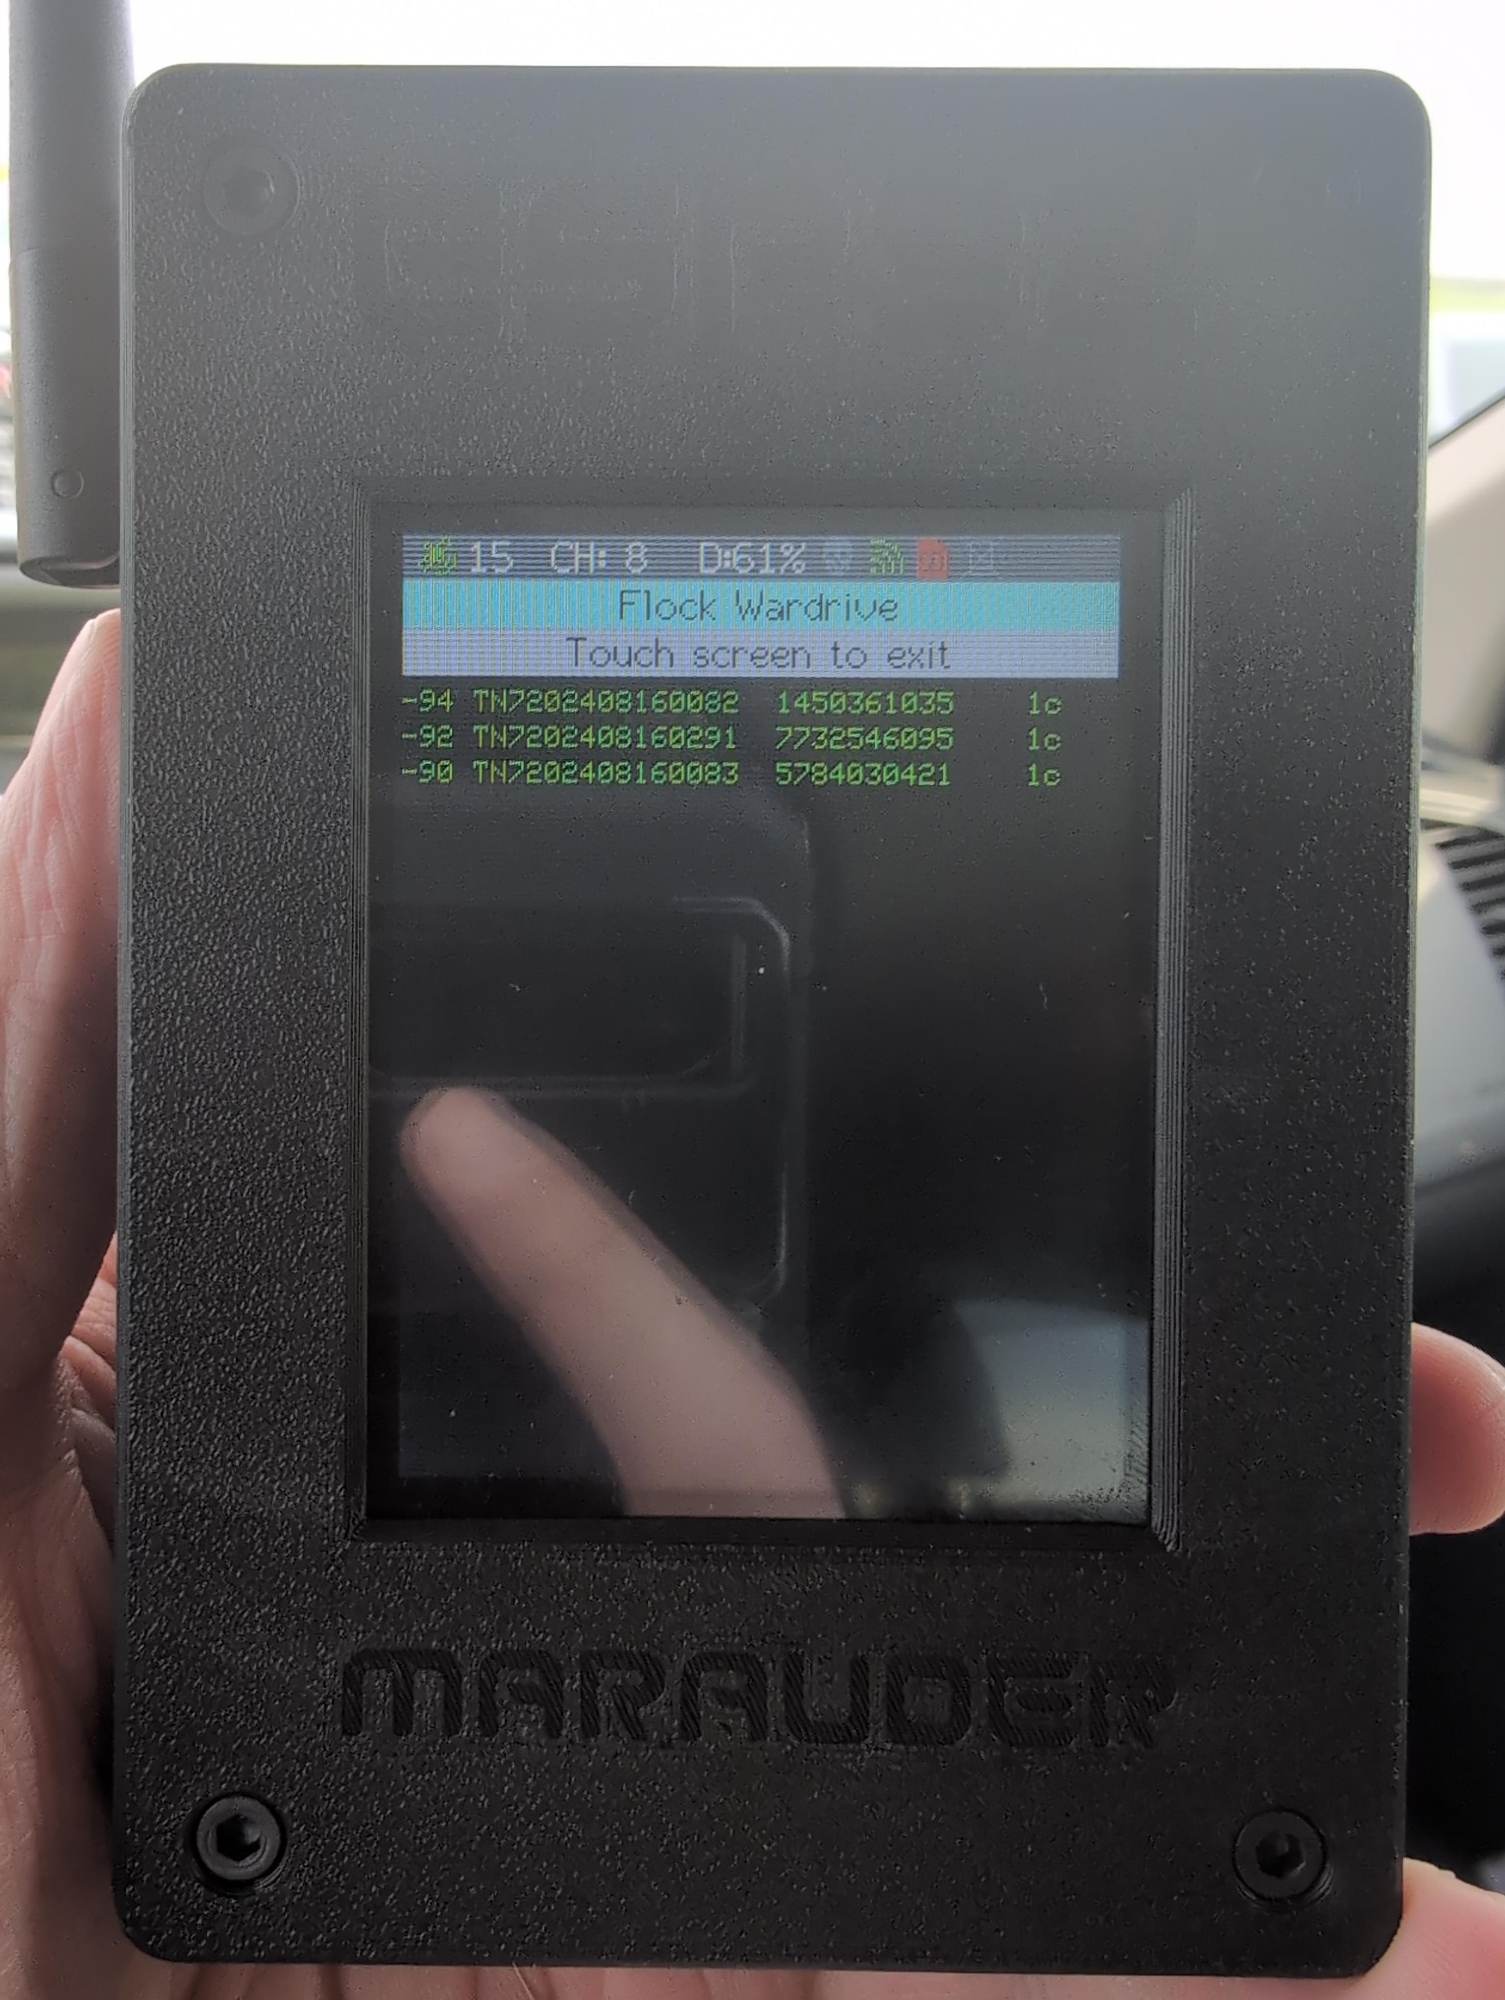 15 CH: 8 D:61%
Flock Wardrive
Touch screen to exit
-94 TN7202408160082 1450361035 1c
-92 TN7202408160291 7732546095 1c
-90 TN7202408160083 5784030421 1c
MARAUDER